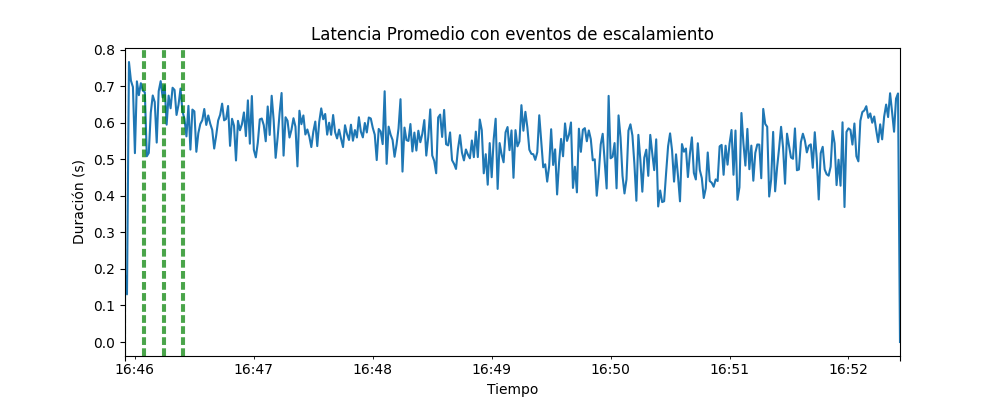 Latencia Promedio con eventos de escalamiento
0.8
0.7
0.6
0.5
0.4
0.3
0.2
0.1
0.0
Duración (s)
16:46 16:47 16:48 16:49 16:50 16:51 16:52
Tiempo